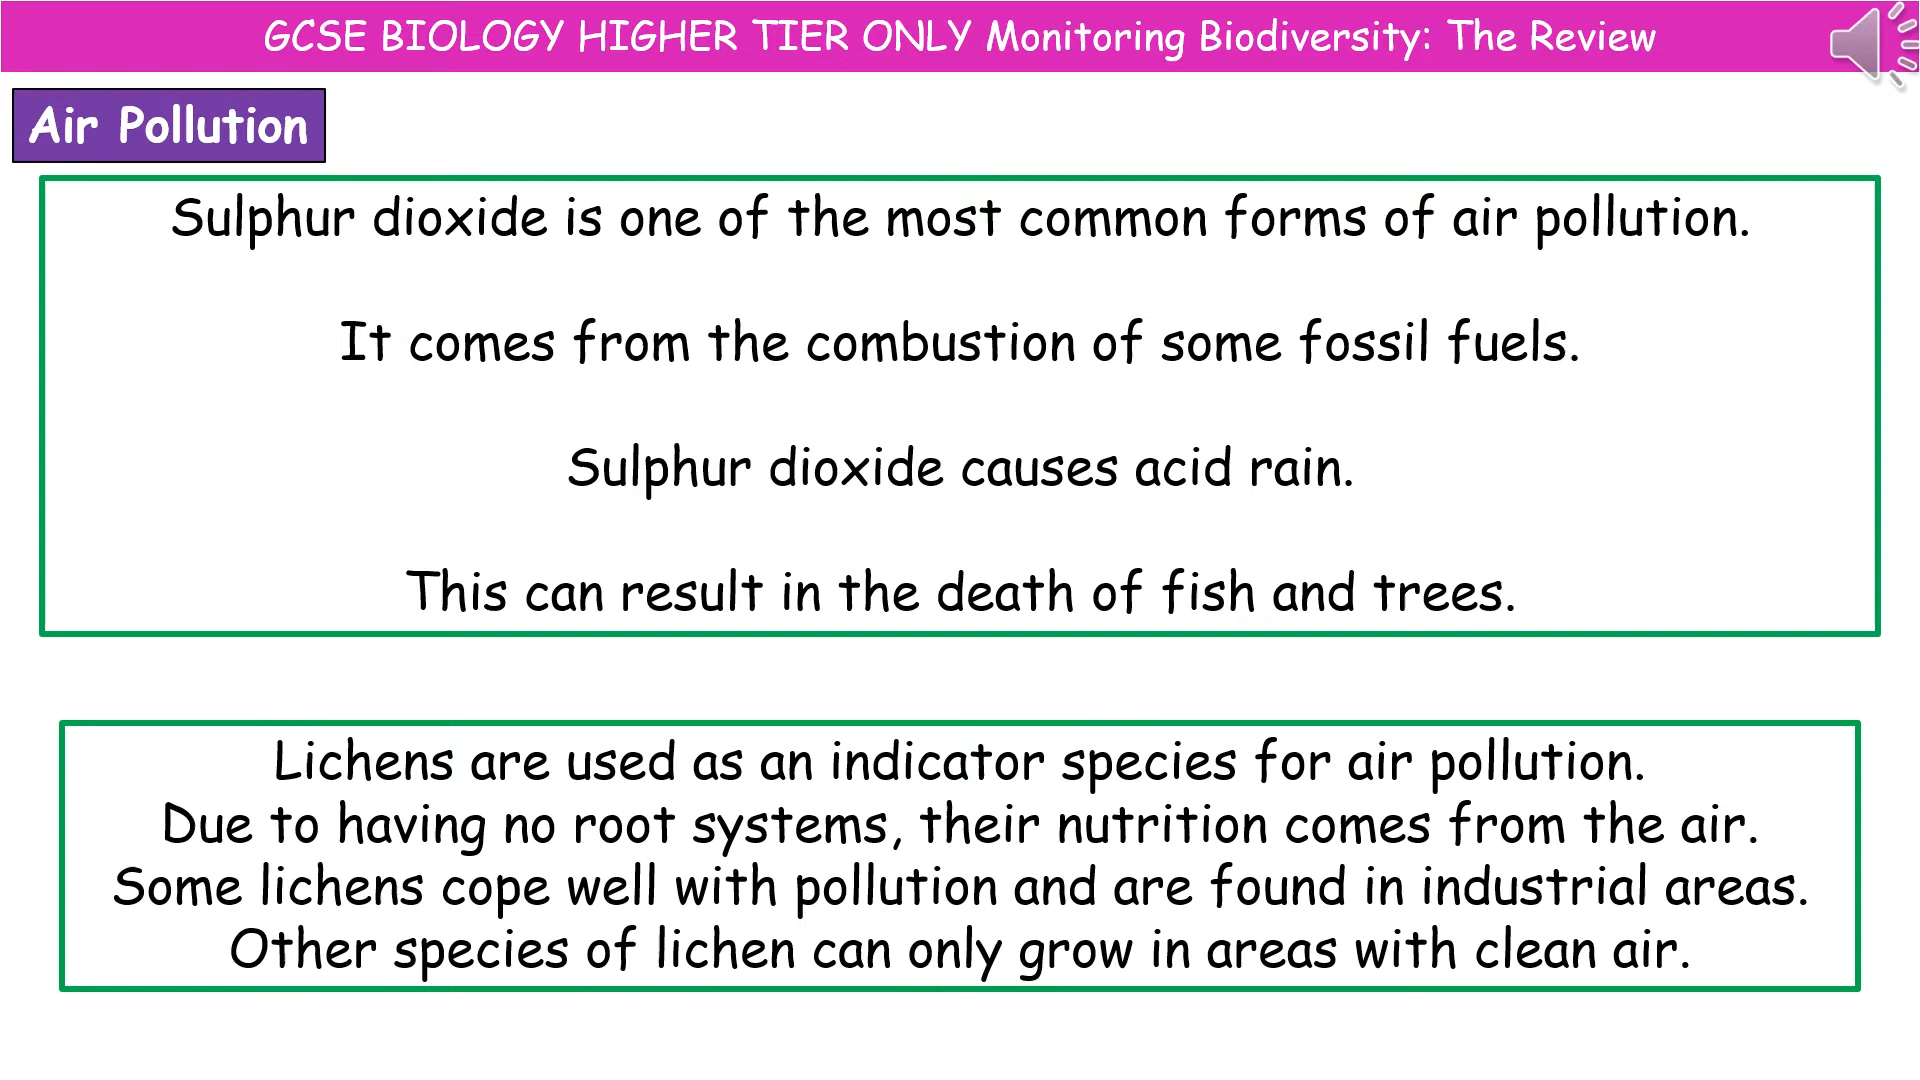 GCSE BIOLOGY HIGHER TIER ONLY Monitoring Biodiversity: The Review
Air Pollution
Sulphur dioxide is one of the most common forms of air pollution.
It comes from the combustion of some fossil fuels.
Sulphur dioxide causes acid rain.
This can result in the death of fish and trees.
Lichens are used as an indicator species for air pollution.
Due to having no root systems, their nutrition comes from the air.
Some lichens cope well with pollution and are found in industrial areas.
Other species of lichen can only grow in areas with clean air.